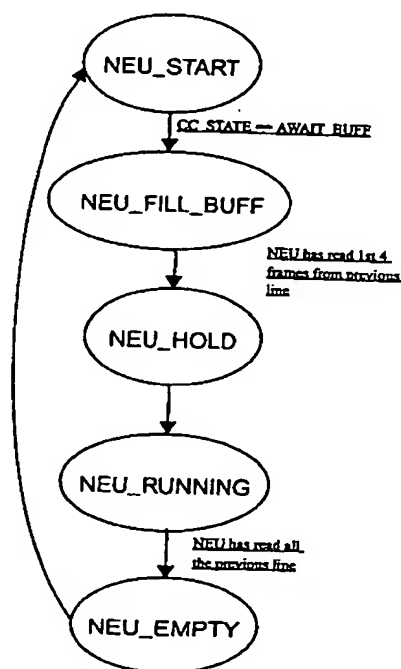 NEU_START
CC_STATE == AWAIT_BUFF
NEU_FILL_BUFF
NEU has read 1st 4
frames from previous
line
NEU_HOLD
NEU_RUNNING
NEU has read all
the previous line
NEU_EMPTY